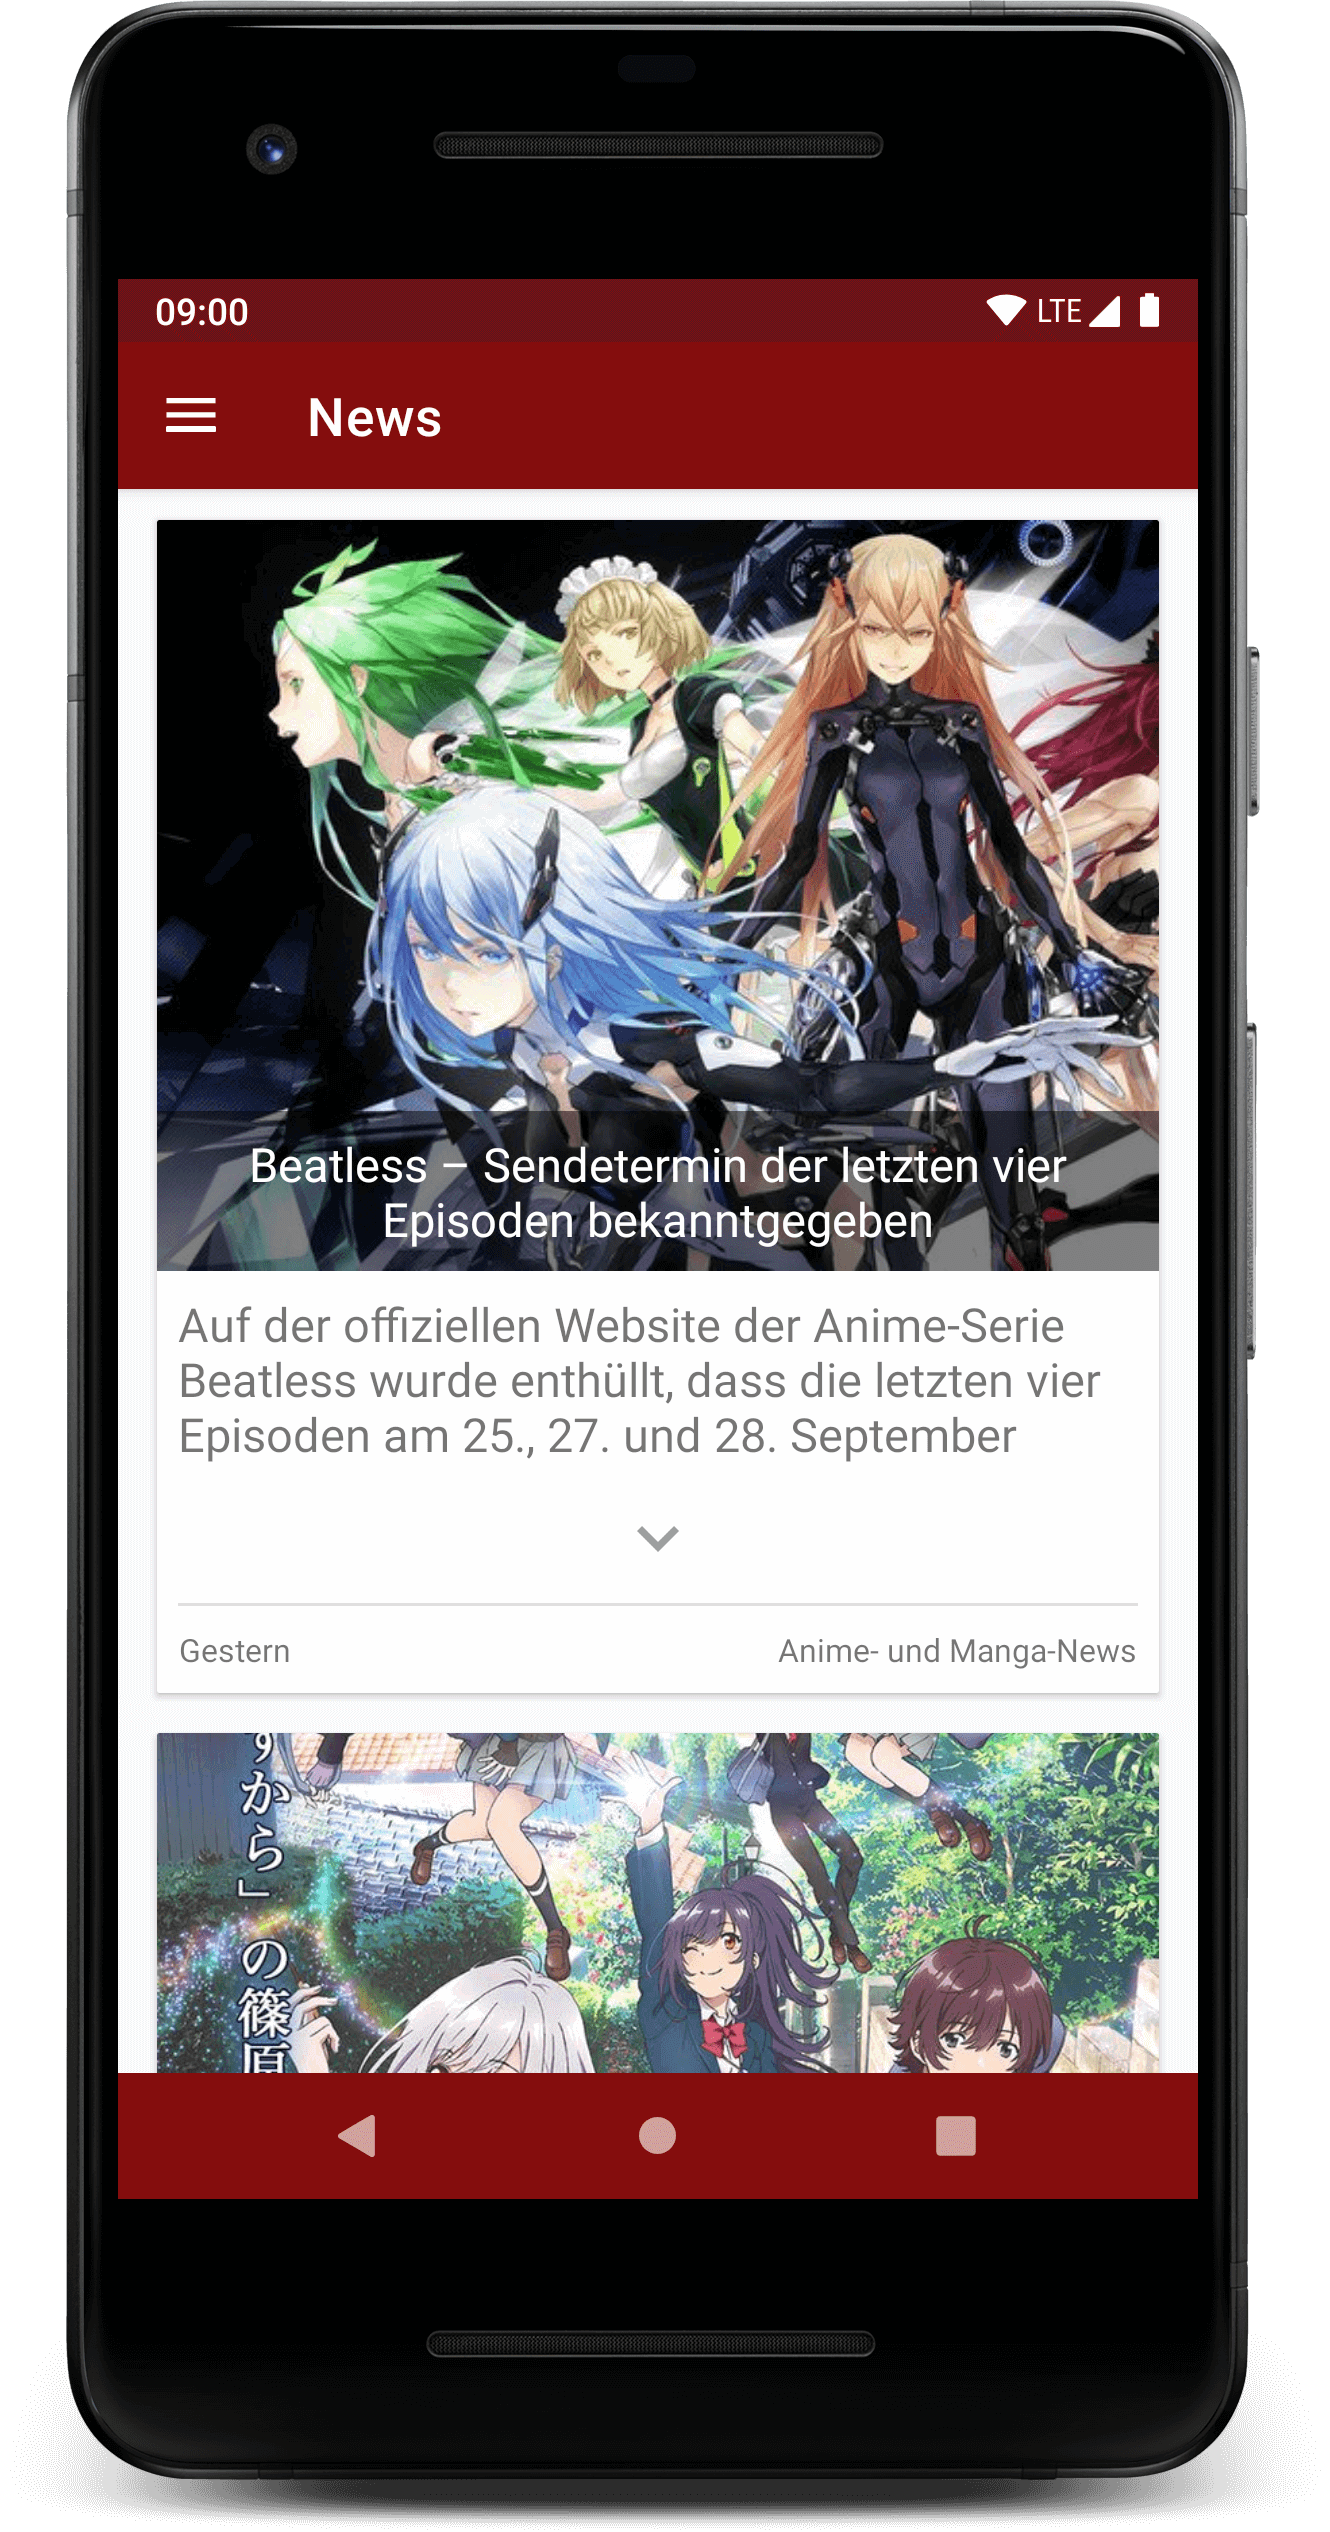 09:00
LTE
News
Beatless – Sendetermin der letzten vier
Episoden bekanntgegeben
Auf der offiziellen Website der Anime-Serie
Beatless wurde enthüllt, dass die letzten vier
Episoden am 25., 27. und 28. September
Gestern
Anime- und Manga-News
すから」の篠原